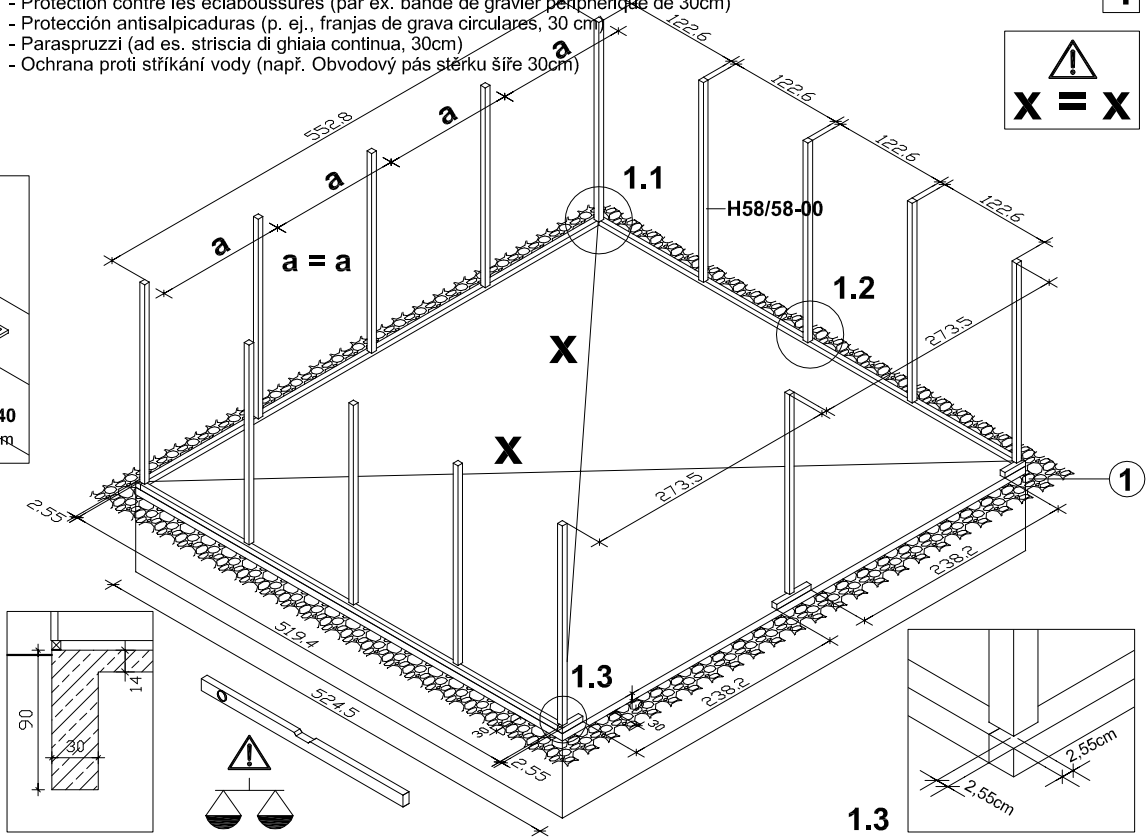 - Protection contre les éclaboussures (par ex. bande de gravier périphérique de 30cm)
- Protección antisalpicaduras (p. ej., franjas de grava circulares, 30 cm)
- Paraspruzzi (ad es. striscia di ghiaia continua, 30cm)
- Ochrana proti stříkání vody (např. Obvodový pás štěrku šíře 30cm)
x = x
552.8
a
a
a
a
a = a
122.6
122.6
122.6
122.6
1.1
H58/58-00
1.2
273.5
x
x
273.5
40
m
1
2.55
519.4
524.5
238.2
238.2
1.3
30
30
2.55
14
90
30
2,55cm
2,55cm
1.3